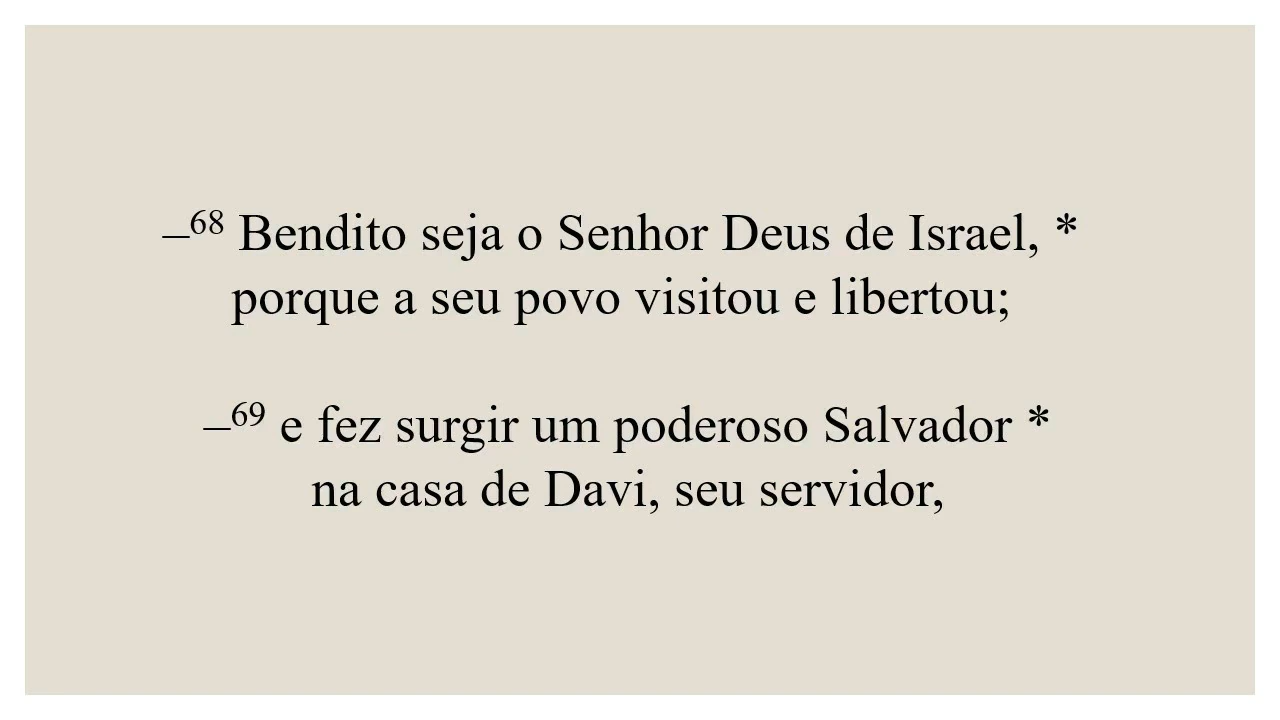 –⁶⁸ Bendito seja o Senhor Deus de Israel, *
porque a seu povo visitou e libertou;
–⁶⁹ e fez surgir um poderoso Salvador *
na casa de Davi, seu servidor,